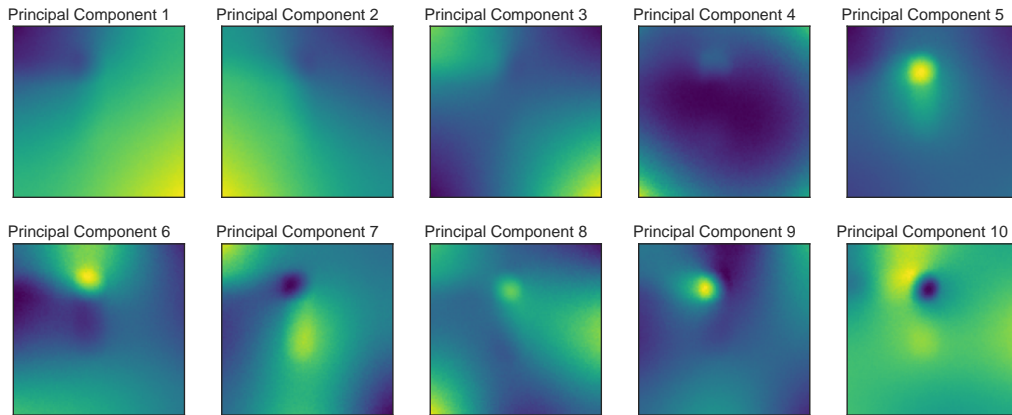 Principal Component 1
Principal Component 2
Principal Component 3
Principal Component 4
Principal Component 5
Principal Component 6
Principal Component 7
Principal Component 8
Principal Component 9
Principal Component 10